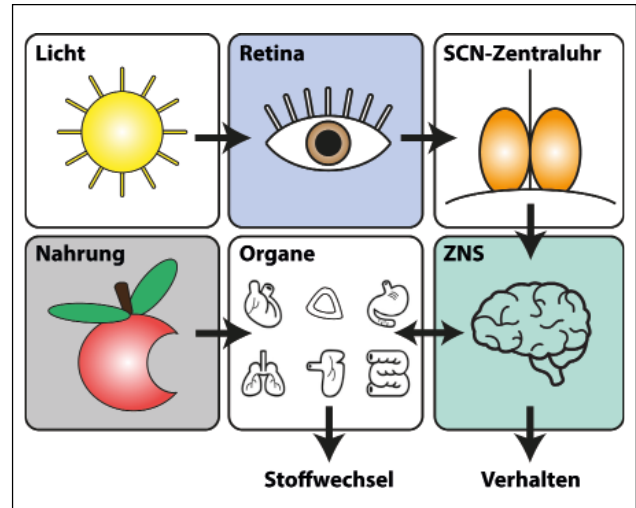 Licht
Retina
SCN-Zentraluhr
Nahrung
Organe
ZNS
Stoffwechsel
Verhalten